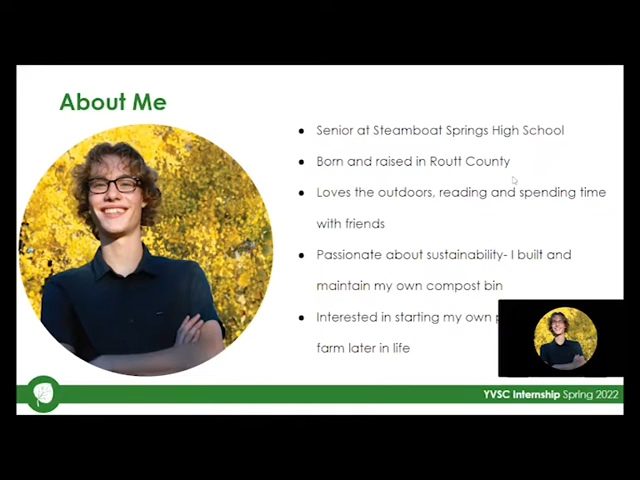 About Me
Senior at Steamboat Springs High School
Born and raised in Routt County
Loves the outdoors, reading and spending time
with friends
Passionate about sustainability- I built and
maintain my own compost bin
Interested in starting my own
farm later in life
YVSC Internship Spring 2022